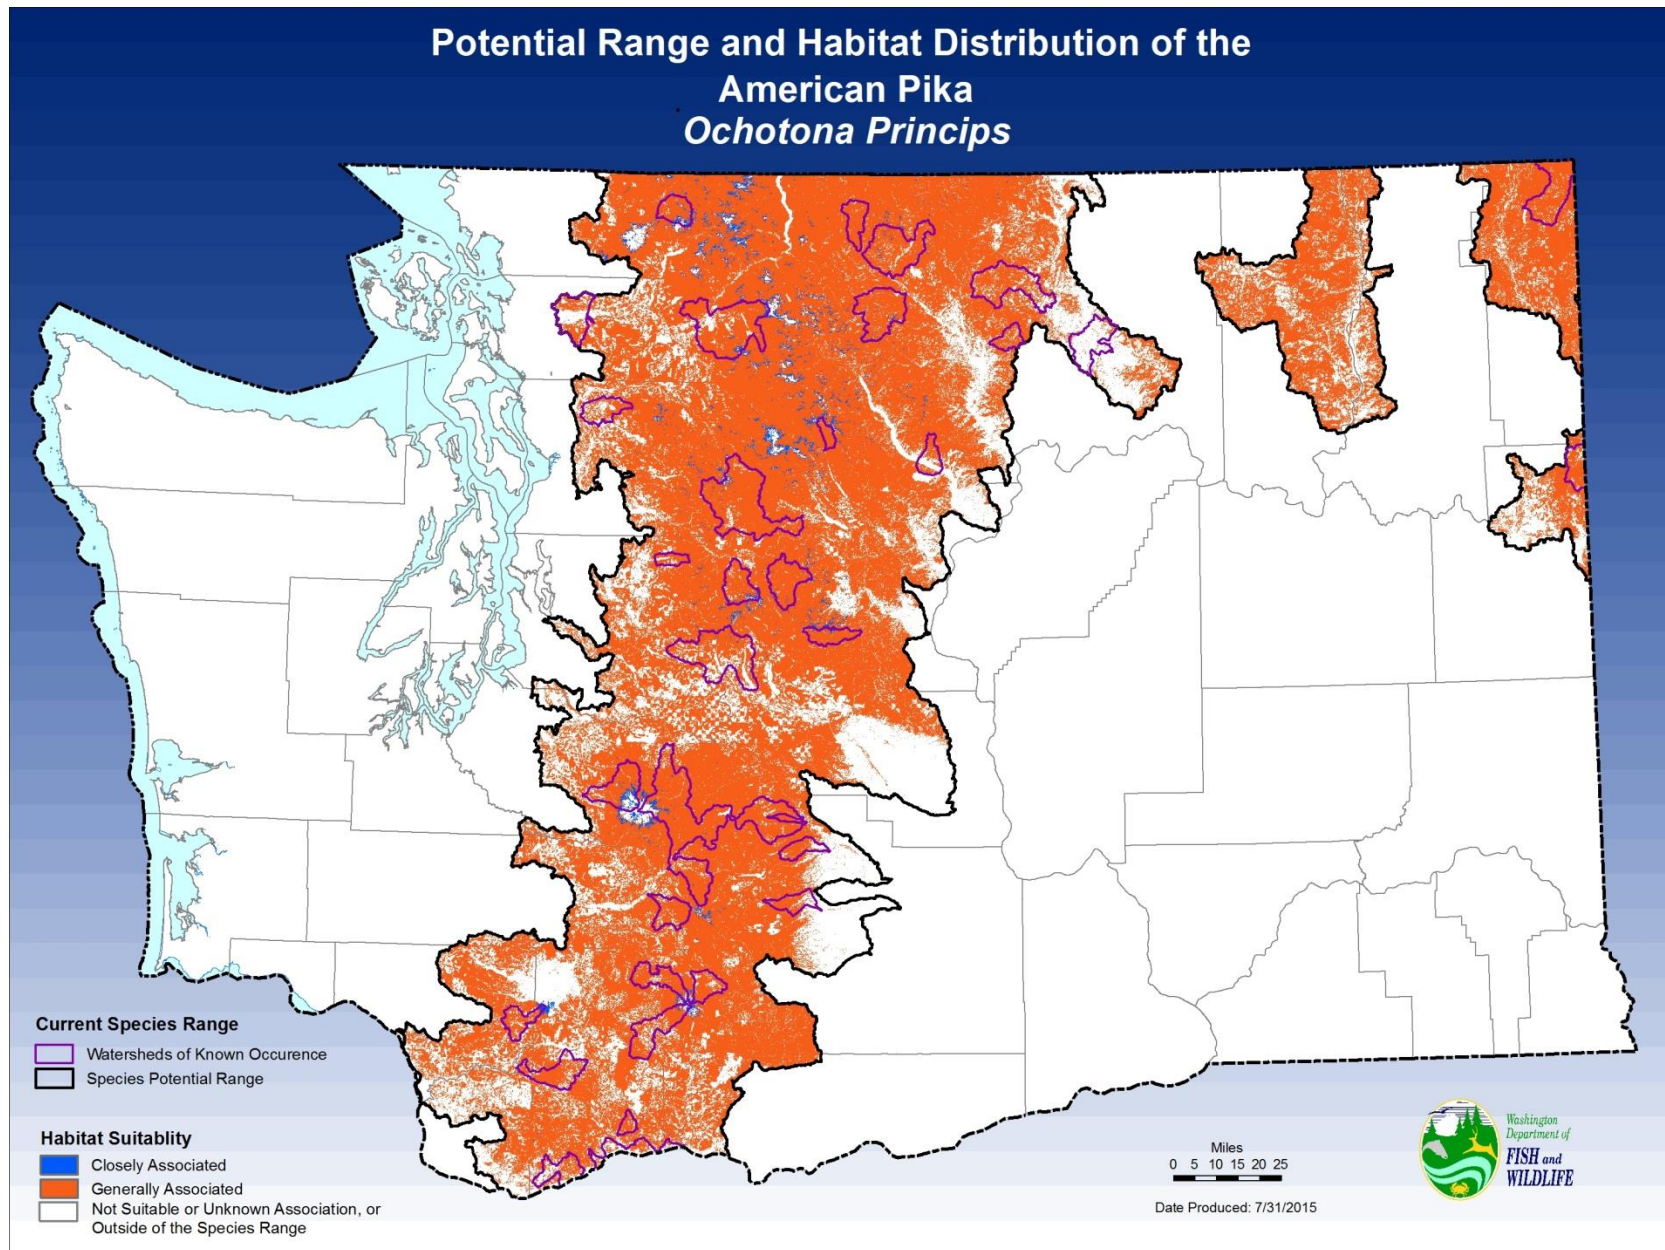 Potential Range and Habitat Distribution of the
American Pika
Ochotona Princips
Current Species Range
Watersheds of Known Occurence
Species Potential Range
Habitat Suitablity
Closely Associated
Generally Associated
Not Suitable or Unknown Association, or
Outside of the Species Range
Miles
0 5 10 15 20 25
Date Produced: 7/31/2015
Washington
Department of
FISH and
WILDLIFE